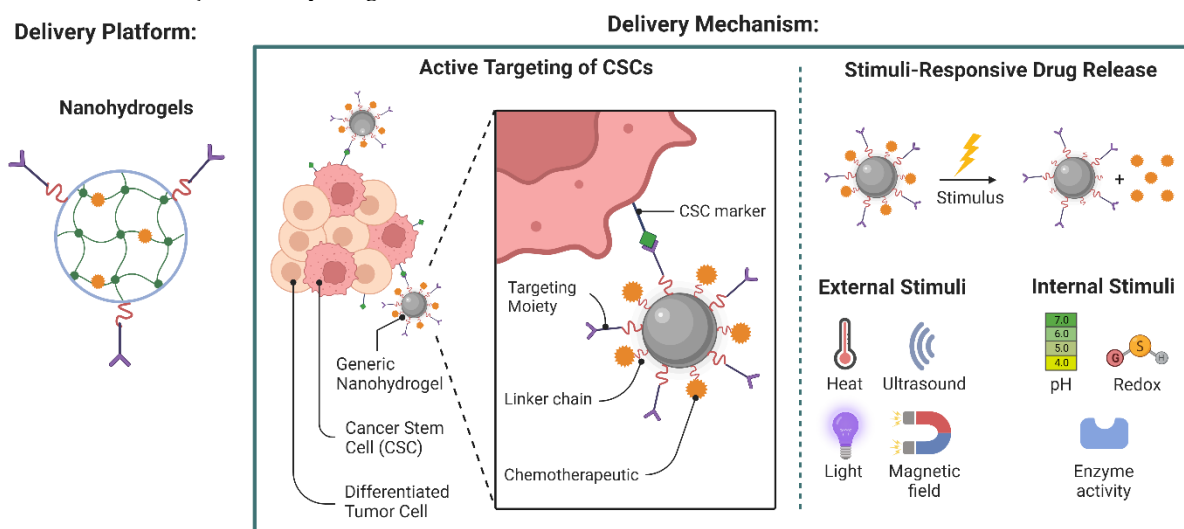 Delivery Platform:
Nanohydrogels
Delivery Mechanism:
Active Targeting of CSCs
Generic
Nanohydrogel
Cancer Stem
Cell (CSC)
Differentiated
Tumor Cell
CSC marker
Targeting
Moiety
Linker chain
Chemotherapeutic
Stimuli-Responsive Drug Release
Stimulus
+
External Stimuli
Heat
Ultrasound
Light
Magnetic
field
Internal Stimuli
7.0
6.0
5.0
4.0
pH
G S H
Redox
Enzyme
activity